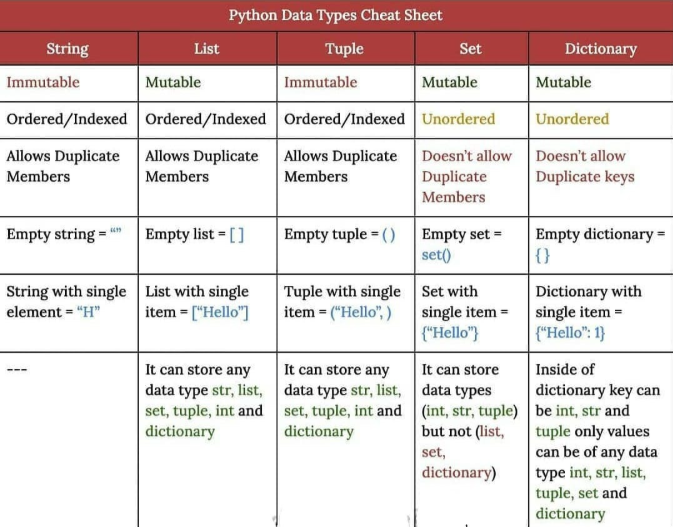 Python Data Types Cheat Sheet
String
List
Tuple
Set
Dictionary
Immutable
Mutable
Immutable
Mutable
Mutable
Ordered/Indexed
Ordered/Indexed
Ordered/Indexed
Unordered
Unordered
Allows Duplicate
Members
Allows Duplicate
Members
Allows Duplicate
Members
Doesn't allow
Duplicate
Members
Doesn't allow
Duplicate keys
Empty string = “”
Empty list = [ ]
Empty tuple = ( )
Empty set =
set()
Empty dictionary =
{ }
String with single
element = “H”
List with single
item = [“Hello”]
Tuple with single
item = (“Hello”, )
Set with
single item =
{“Hello”}
Dictionary with
single item =
{“Hello”: 1}
---
It can store any
data type str, list,
set, tuple, int and
dictionary
It can store any
data type str, list,
set, tuple, int and
dictionary
It can store
data types
(int, str, tuple)
but not (list,
set,
dictionary)
Inside of
dictionary key can
be int, str and
tuple only values
can be of any data
type int, str, list,
tuple, set and
dictionary